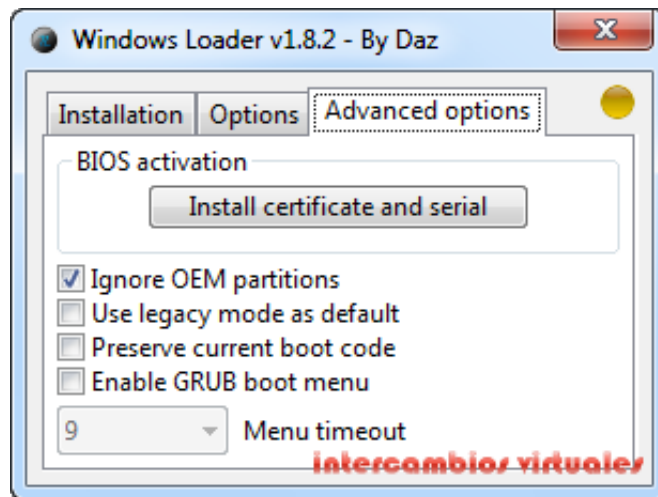 Windows Loader v1.8.2 - By Daz
Installation
Options
Advanced options
BIOS activation
Install certificate and serial
Ignore OEM partitions
Use legacy mode as default
Preserve current boot code
Enable GRUB boot menu
9
Menu timeout
intercambios virtuales